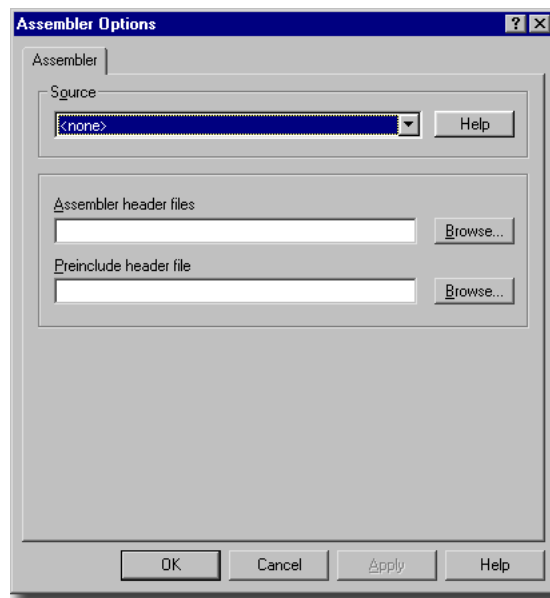 Assembler Options
Assembler
Source
<none>
Help
Assembler header files
Browse...
Preinclude header file
Browse...
OK
Cancel
Apply
Help